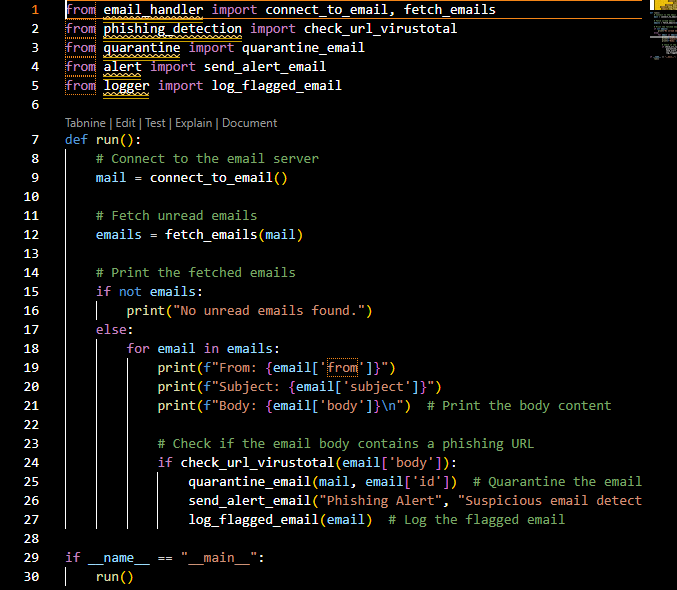 1 from email_handler import connect_to_email, fetch_emails
2 from phishing_detection import check_url_virustotal
3 from quarantine import quarantine_email
4 from alert import send_alert_email
5 from logger import log_flagged_email
6
Tabnine | Edit | Test | Explain | Document
7 def run():
8     # Connect to the email server
9     mail = connect_to_email()
10
11     # Fetch unread emails
12     emails = fetch_emails(mail)
13
14     # Print the fetched emails
15     if not emails:
16         print("No unread emails found.")
17     else:
18         for email in emails:
19             print(f"From: {email['from']}")
20             print(f"Subject: {email['subject']}")
21             print(f"Body: {email['body']}\n")  # Print the body content
22
23             # Check if the email body contains a phishing URL
24             if check_url_virustotal(email['body']):
25                 quarantine_email(mail, email['id'])  # Quarantine the email
26                 send_alert_email("Phishing Alert", "Suspicious email detect
27                 log_flagged_email(email)  # Log the flagged email
28
29 if __name__ == "__main__":
30     run()